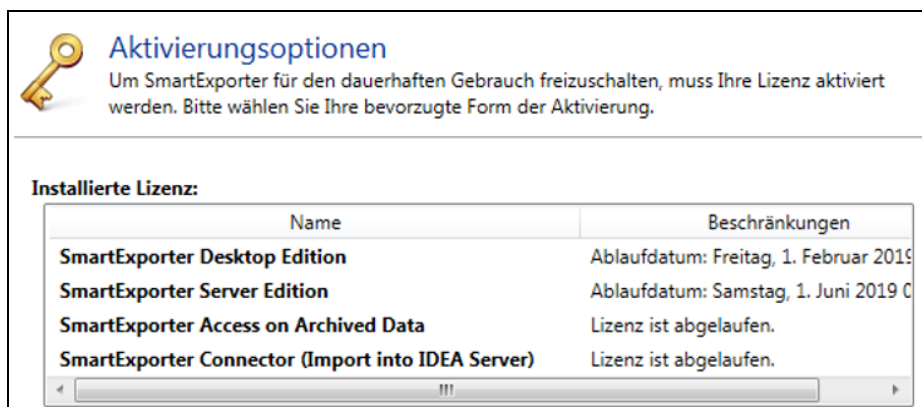 Aktivierungsoptionen
Um SmartExporter für den dauerhaften Gebrauch freizuschalten, muss Ihre Lizenz aktiviert
werden. Bitte wählen Sie Ihre bevorzugte Form der Aktivierung.
Installierte Lizenz:
Name Beschränkungen
SmartExporter Desktop Edition Ablaufdatum: Freitag, 1. Februar 2019
SmartExporter Server Edition Ablaufdatum: Samstag, 1. Juni 2019 0
SmartExporter Access on Archived Data Lizenz ist abgelaufen.
SmartExporter Connector (Import into IDEA Server) Lizenz ist abgelaufen.